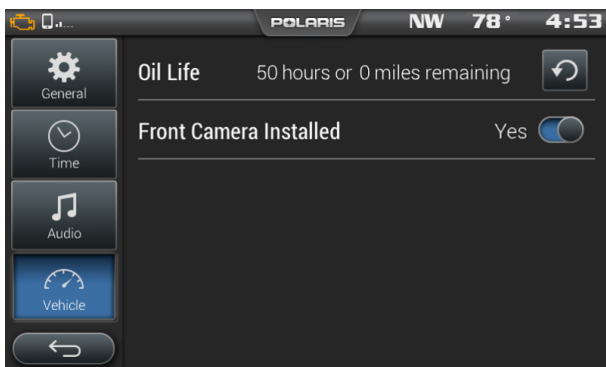 POLARIS NW 78° 4:53
General
Oil Life 50 hours or 0 miles remaining
Time
Front Camera Installed Yes
Audio
Vehicle